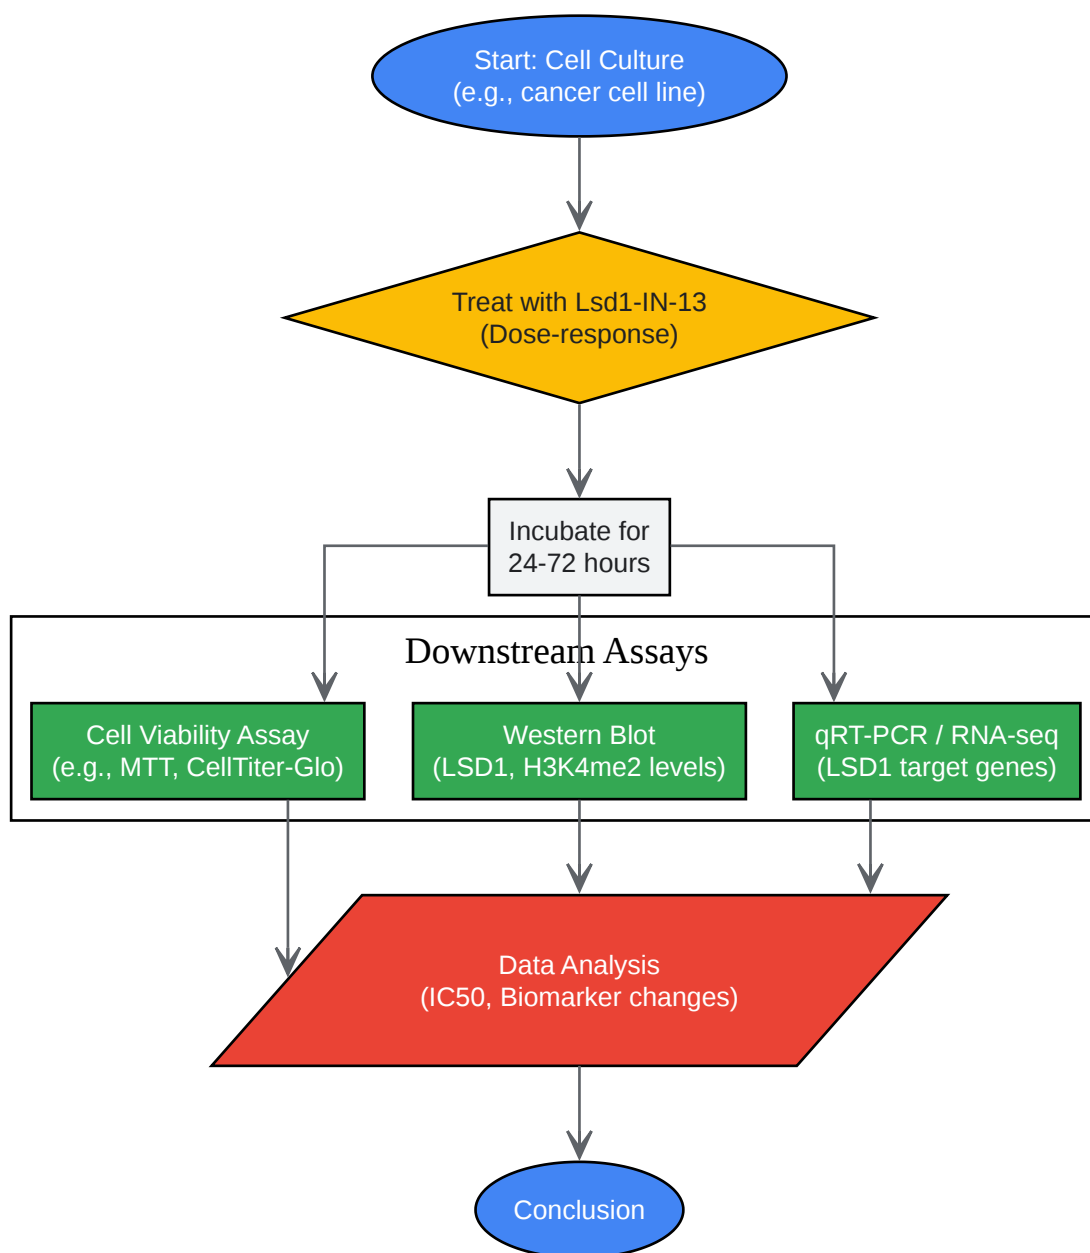 Start: Cell Culture
(e.g., cancer cell line)
Treat with Lsd1-IN-13
(Dose-response)
Incubate for
24-72 hours
Downstream Assays
Cell Viability Assay
(e.g., MTT, CellTiter-Glo)
Western Blot
(LSD1, H3K4me2 levels)
qRT-PCR / RNA-seq
(LSD1 target genes)
Data Analysis
(IC50, Biomarker changes)
Conclusion